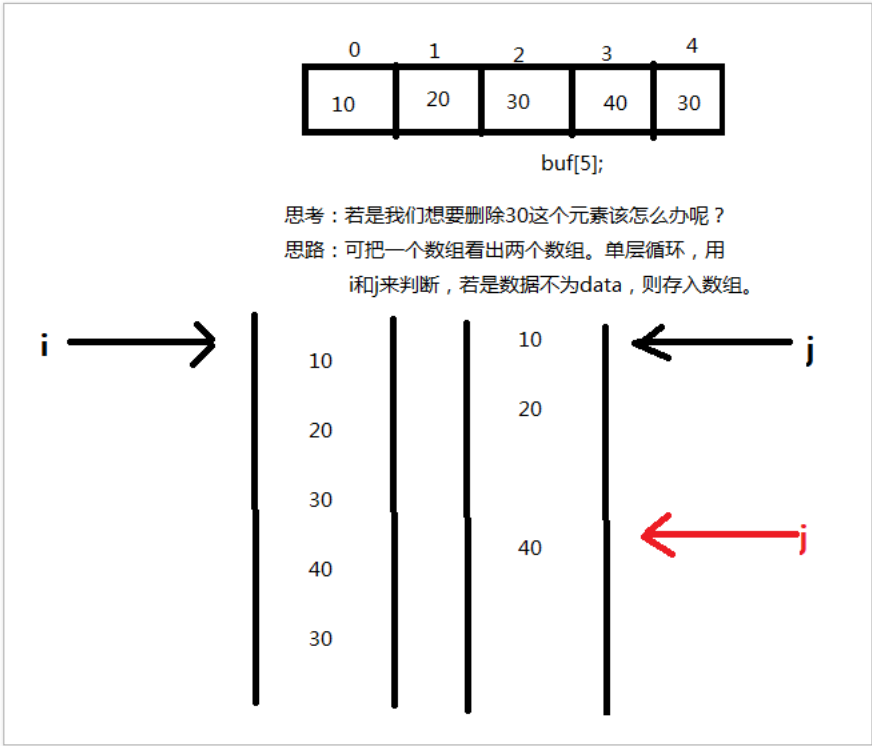 0 1 2 3 4
10 20 30 40 30
buf[5];
思考：若是我们想要删除30这个元素该怎么办呢？
思路：可把一个数组看出两个数组。单层循环，用
i和j来判断，若是数据不为data，则存入数组。
i 10 10 j
20 20
30
40 40 j
30